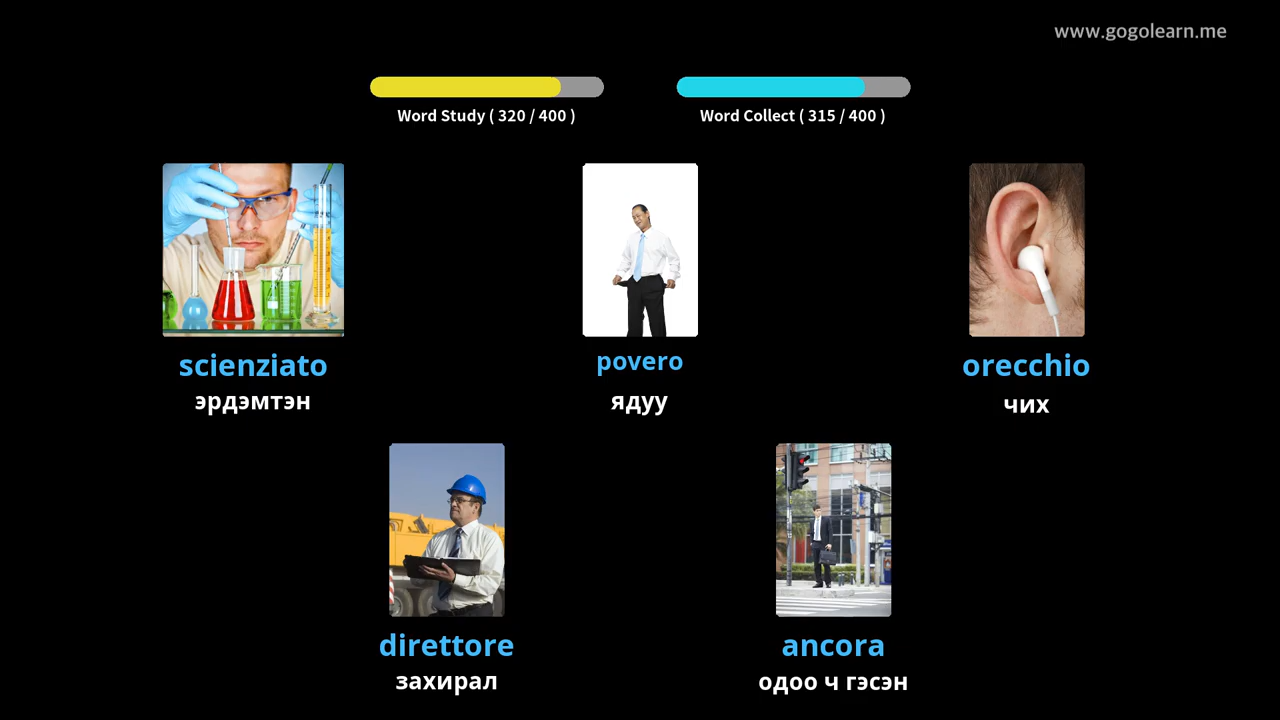 www.gogolearn.me
Word Study ( 320 / 400 )
Word Collect ( 315 / 400 )
scienziato
эрдэмтэн
povero
ядуу
orecchio
чих
direttore
захирал
ancora
одоо ч гэсэн